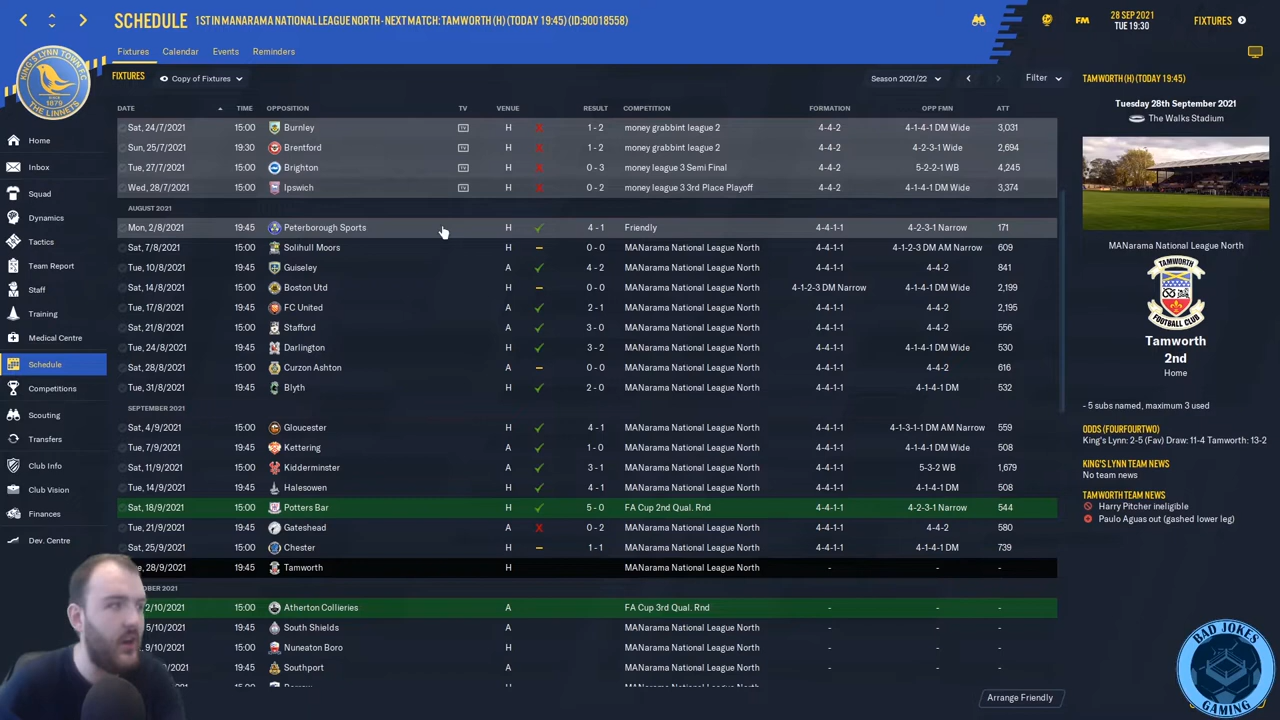 SCHEDULE 1ST IN MANARAMA NATIONAL LEAGUE NORTH - NEXT MATCH: TAMWORTH (H) (TODAY 19:45) (ID:90018558)
FM 28 SEP 2021 TUE 19:30 FIXTURES
Fixtures Calendar Events Reminders
FIXTURES Copy of Fixtures Season 2021/22 Filter
DATE TIME OPPOSITION TV VENUE RESULT COMPETITION FORMATION OPP FMN ATT
Sat, 24/7/2021 15:00 Burnley TV H 1 - 2 money grabbint league 2 4-4-2 4-1-4-1 DM Wide 3,031
Sun, 25/7/2021 19:30 Brentford TV H 1 - 2 money grabbint league 2 4-4-2 4-1-4-1 DM Wide 2,694
Tue, 27/7/2021 15:00 Brighton TV H 0 - 3 money league 3 Semi Final 4-4-2 5-2-2-1 WB 4,245
Wed, 28/7/2021 15:00 Ipswich TV H 0 - 2 money league 3 3rd Place Playoff 4-4-2 4-1-4-1 DM Wide 3,374
AUGUST 2021
Mon, 2/8/2021 19:45 Peterborough Sports H 4 - 1 Friendly 4-4-1-1 4-2-3-1 Narrow 171
Sat, 7/8/2021 15:00 Solihull Moors H 0 - 0 MANarama National League North 4-4-1-1 4-1-2-3 DM AM Narrow 609
Tue, 10/8/2021 19:45 Guiseley A 4 - 2 MANarama National League North 4-4-1-1 4-4-2 841
Sat, 14/8/2021 15:00 Boston Utd H 0 - 0 MANarama National League North 4-1-2-3 DM Narrow 4-1-4-1 DM Wide 2,199
Tue, 17/8/2021 19:45 FC United A 2 - 1 MANarama National League North 4-4-1-1 4-4-2 2,195
Sat, 21/8/2021 15:00 Stafford A 3 - 0 MANarama National League North 4-4-1-1 4-4-2 556
Tue, 24/8/2021 19:45 Darlington H 3 - 2 MANarama National League North 4-4-1-1 4-1-4-1 DM Wide 530
Sat, 28/8/2021 15:00 Curzon Ashton A 0 - 0 MANarama National League North 4-4-1-1 4-4-2 616
Tue, 31/8/2021 19:45 Blyth H 2 - 0 MANarama National League North 4-4-1-1 4-1-4-1 DM 532
SEPTEMBER 2021
Sat, 4/9/2021 15:00 Gloucester H 4 - 1 MANarama National League North 4-4-1-1 4-1-3-1-1 DM AM Narrow 559
Tue, 7/9/2021 19:45 Kettering A 1 - 0 MANarama National League North 4-4-1-1 4-1-4-1 DM Wide 508
Sat, 11/9/2021 15:00 Kidderminster A 3 - 1 MANarama National League North 4-4-1-1 5-3-2 WB 1,679
Tue, 14/9/2021 19:45 Halesowen H 4 - 1 MANarama National League North 4-4-1-1 4-1-4-1 DM Wide 508
Sat, 18/9/2021 15:00 Potters Bar H 5 - 0 FA Cup 2nd Qual. Rnd 4-4-1-1 4-2-3-1 Narrow 544
Tue, 21/9/2021 19:45 Gateshead A 0 - 2 MANarama National League North 4-4-1-1 4-4-2 580
Sat, 25/9/2021 15:00 Chester H 1 - 1 MANarama National League North 4-4-1-1 4-1-4-1 DM 739
28/9/2021 19:45 Tamworth H MANarama National League North - - -
OCTOBER 2021
2/10/2021 15:00 Atherton Collieries A FA Cup 3rd Qual. Rnd - - -
5/10/2021 19:45 South Shields A MANarama National League North - - -
9/10/2021 15:00 Nuneaton Boro H MANarama National League North - - -
15:00 Southport A MANarama National League North - - -
KING'S LYNN TOWN F.C
1879
THE LINNETS
Home
Inbox
Squad
Dynamics
Tactics
Team Report
Staff
Training
Medical Centre
Schedule
Competitions
Scouting
Transfers
Club Info
Club Vision
Finances
Dev. Centre
TAMWORTH (H) (TODAY 19:45)
Tuesday 28th September 2021
The Walks Stadium
MANarama National League North
TAMWORTH
FOOTBALL CLUB
Tamworth
2nd
Home
- 5 subs named, maximum 3 used
ODDS (FOURFOURTWO)
King's Lynn: 2-5 (Fav) Draw: 11-4 Tamworth: 13-2
KING'S LYNN TEAM NEWS
No team news
TAMWORTH TEAM NEWS
Harry Pitcher ineligible
Paulo Aguas out (gashed lower leg)
Arrange Friendly
BAD JOKES
GAMING